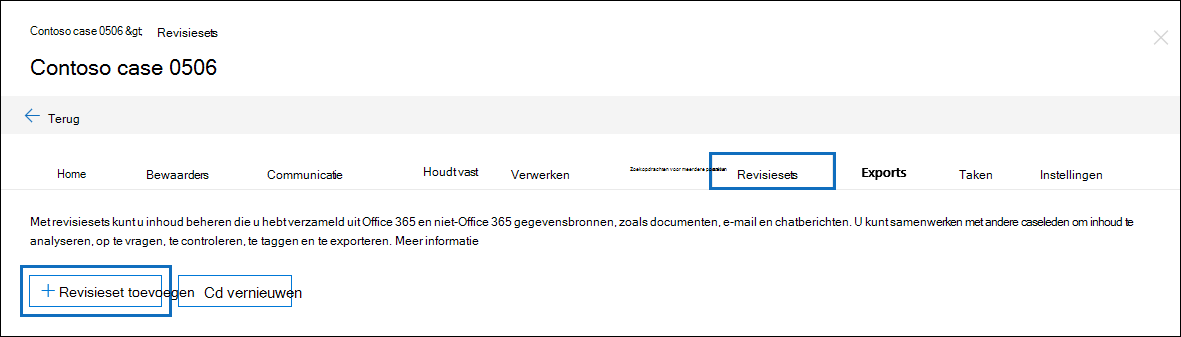 Contoso case 0506 &gt; Revisiesets
Contoso case 0506
Terug
Home Bewaarders Communicatie Houdt vast Verwerken Zoekopdrachten voor meerdere Revisiesets Exports Taken Instellingen
Met revisiesets kunt u inhoud beheren die u hebt verzameld uit Office 365 en niet-Office 365 gegevensbronnen, zoals documenten, e-mail en chatberichten. U kunt samenwerken met andere caseleden om inhoud te
analyseren, op te vragen, te controleren, te taggen en te exporteren. Meer informatie
+ Revisieset toevoegen Cd vernieuwen